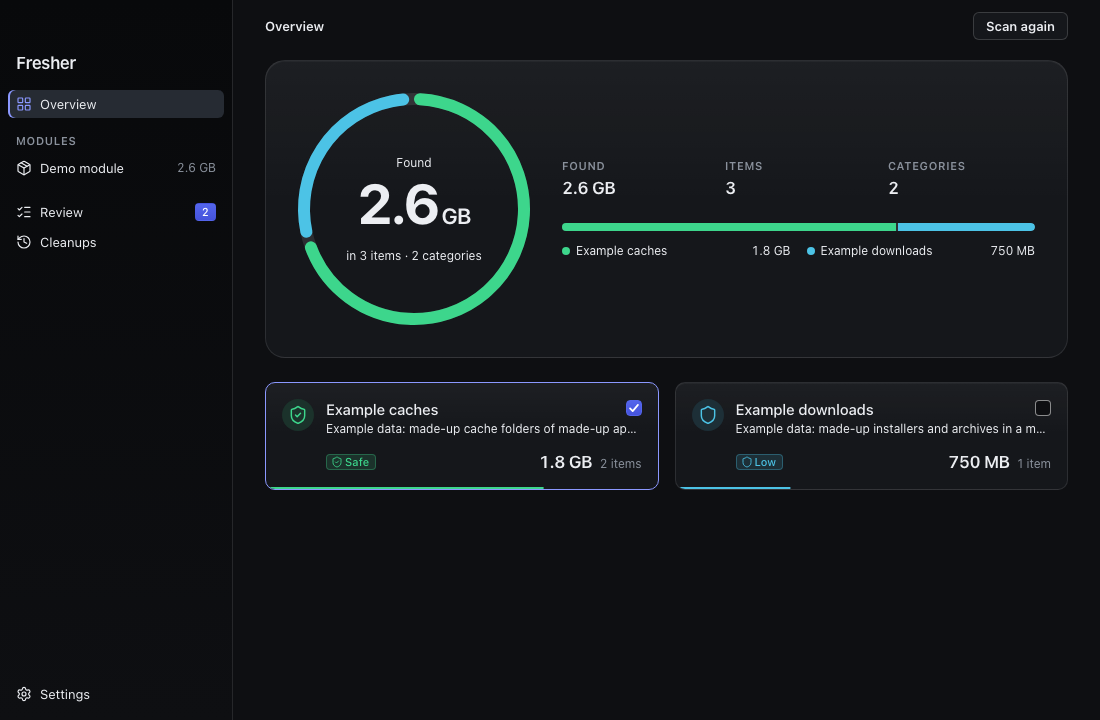 Fresher
Overview
MODULES
Demo module 2.6 GB
Review 2
Cleanups
Settings
Overview
Scan again
Found
2.6 GB
in 3 items · 2 categories
FOUND ITEMS CATEGORIES
2.6 GB 3 2
Example caches 1.8 GB Example downloads 750 MB
Example caches
Example data: made-up cache folders of made-up ap…
Safe 1.8 GB 2 items
Example downloads
Example data: made-up installers and archives in a m…
Low 750 MB 1 item